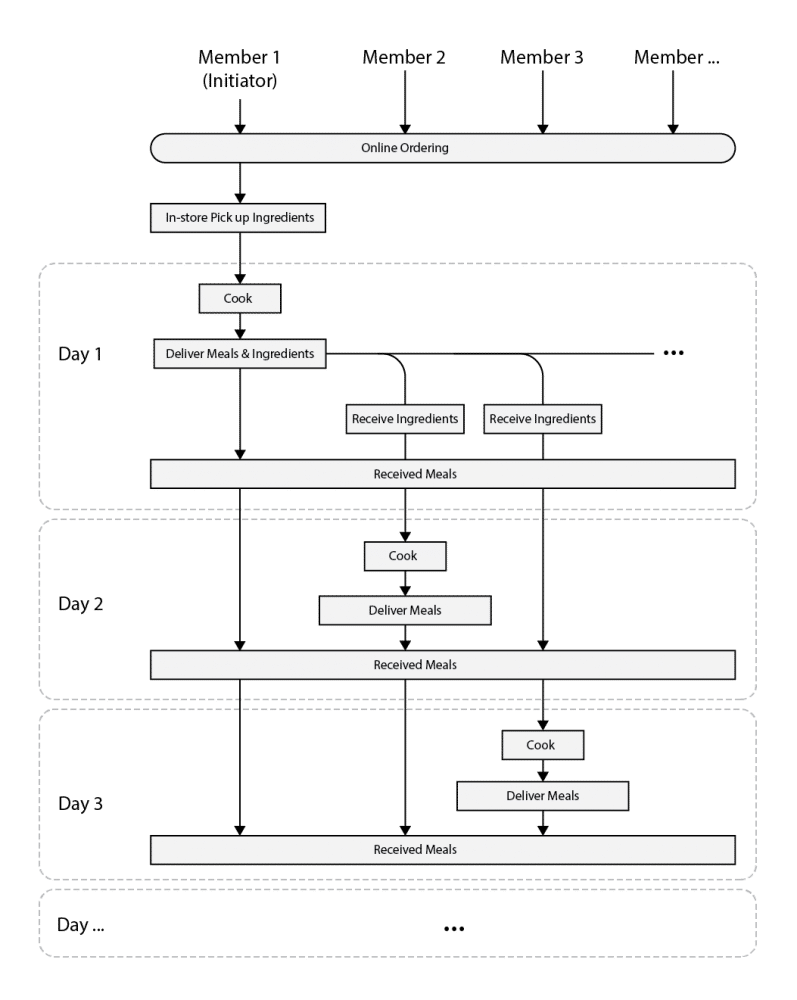 Member 1
(Initiator)
Member 2
Member 3
Member ...
Online Ordering
In-store Pick up Ingredients
Cook
Day 1
Deliver Meals & Ingredients
...
Receive Ingredients
Receive Ingredients
Received Meals
Cook
Day 2
Deliver Meals
Received Meals
Cook
Day 3
Deliver Meals
Received Meals
Day ...
...